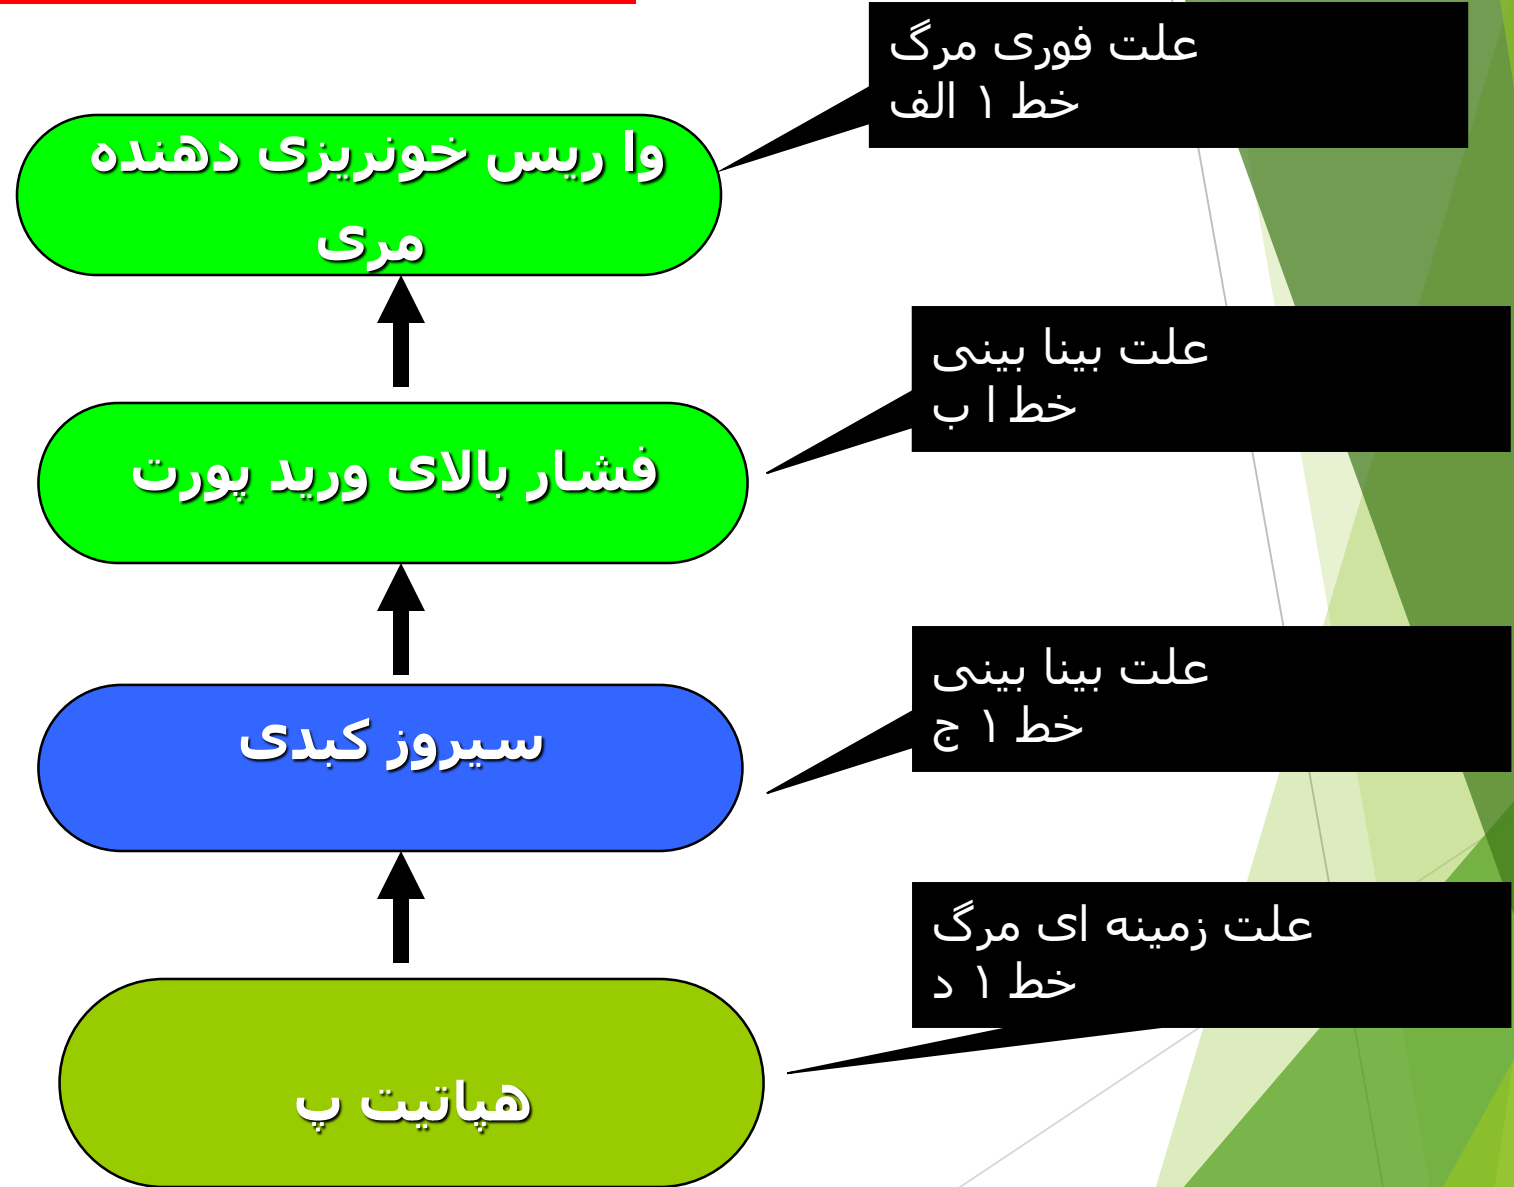 علت فوری مرگ
خط ۱ الف
وا ریس خونریزی دهنده
مری
علت بینا بینی
خط ا ب
فشار بالای ورید پورت
علت بینا بینی
خط ۱ ج
سیروز کبدی
علت زمینه ای مرگ
خط ۱ د
هپاتیت پ